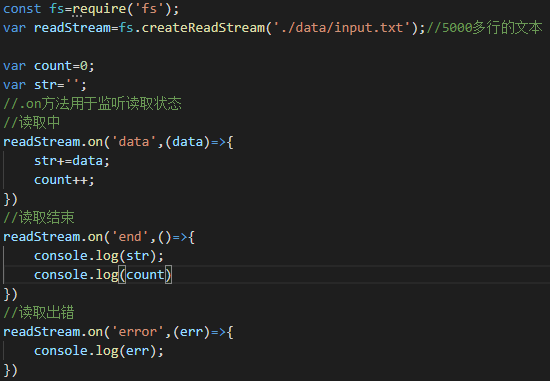 const fs=require('fs');
var readStream=fs.createReadStream('./data/input.txt');//5000多行的文本
var count=0;
var str='';
//.on方法用于监听读取状态
//读取中
readStream.on('data',(data)=>{
    str+=data;
    count++;
})
//读取结束
readStream.on('end',()=>{
    console.log(str);
    console.log(count)
})
//读取出错
readStream.on('error',(err)=>{
    console.log(err);
})